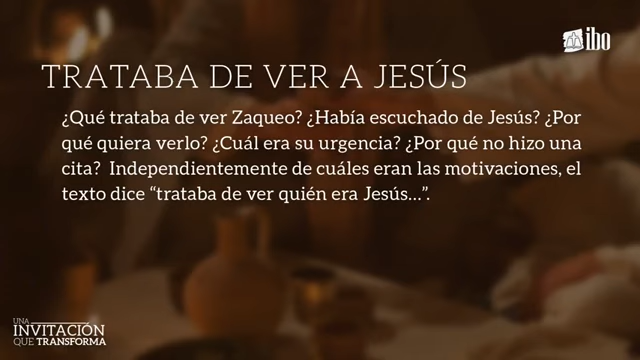 ibo
TRATABA DE VER A JESÚS
¿Qué trataba de ver Zaqueo? ¿Había escuchado de Jesús? ¿Por
qué quiera verlo? ¿Cuál era su urgencia? ¿Por qué no hizo una
cita? Independientemente de cuáles eran las motivaciones, el
texto dice “trataba de ver quién era Jesús...”.
UNA
INVITACIÓN
QUE TRANSFORMA